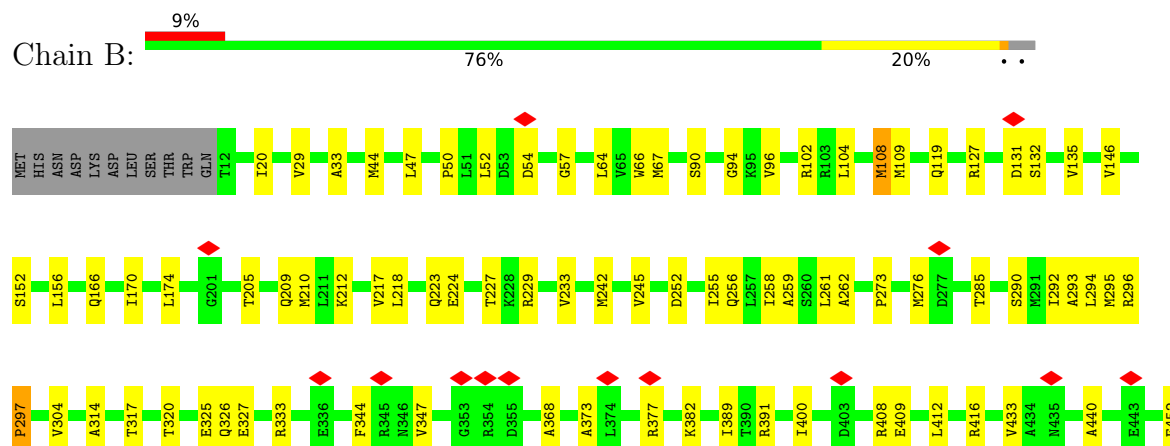 9%
Chain B:
76% 20% • •
MET HIS ASN ASP LYS ASP LEU SER THR TRP GLN T12 I20 V29 A33 M44 L47 P50 L51 L52 D53 D54 G57 L64 V65 W66 M67 S90 G94 K95 V96 R102 R103 L104 M108 M109 Q119 R127 D131 S132 V135 V146
S152 L156 Q166 I170 L174 G201 T205 Q209 M210 L211 K212 V217 L218 Q223 E224 T227 K228 R229 V233 M242 V245 D252 I255 Q256 L257 I258 A259 S260 L261 A262 P273 M276 D277 T285 S290 M291 I292 A293 L294 M295 R296
P297 V304 A314 T317 T320 E325 Q326 E327 R333 E336 F344 R345 N346 V347 G353 R354 D355 A368 A373 L374 R377 K382 I389 T390 R391 I400 D403 R408 E409 L412 R416 V433 A434 N435 A440 E443